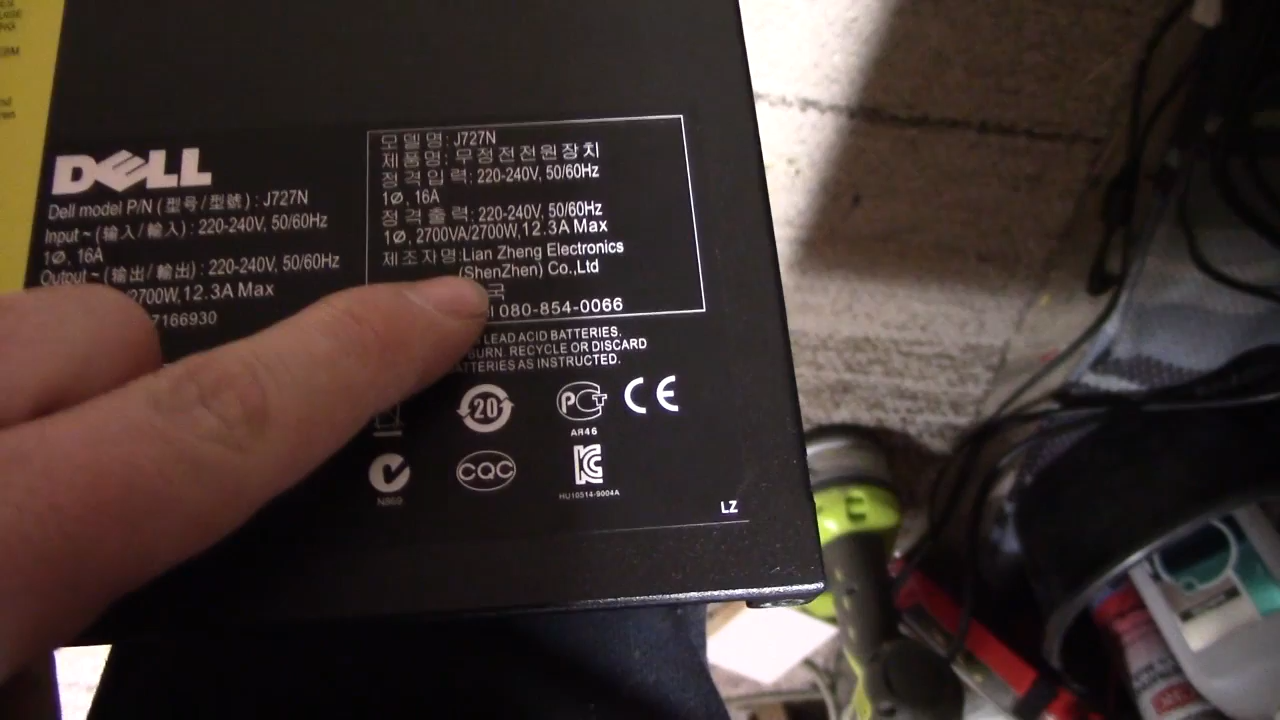 DELL
Dell model P/N (型号/型號) : J727N
Input ~ (输入/輸入) : 220-240V, 50/60Hz
1Ø, 16A
Output ~ (输出/輸出) : 220-240V, 50/60Hz
/2700W, 12.3A Max
7166930
모델명: J727N
제품명: 무정전전원장치
정격입력: 220-240V, 50/60Hz
1Ø, 16A
정격출력: 220-240V, 50/60Hz
1Ø, 2700VA/2700W, 12.3A Max
제조자명:Lian Zheng Electronics
(ShenZhen) Co.,Ltd
국
080-854-0066
LEAD ACID BATTERIES.
BURN. RECYCLE OR DISCARD
ATTERIES AS INSTRUCTED.
20
PCT
CE
AR46
N869
CQC
KC
HU10514-9004A
LZ